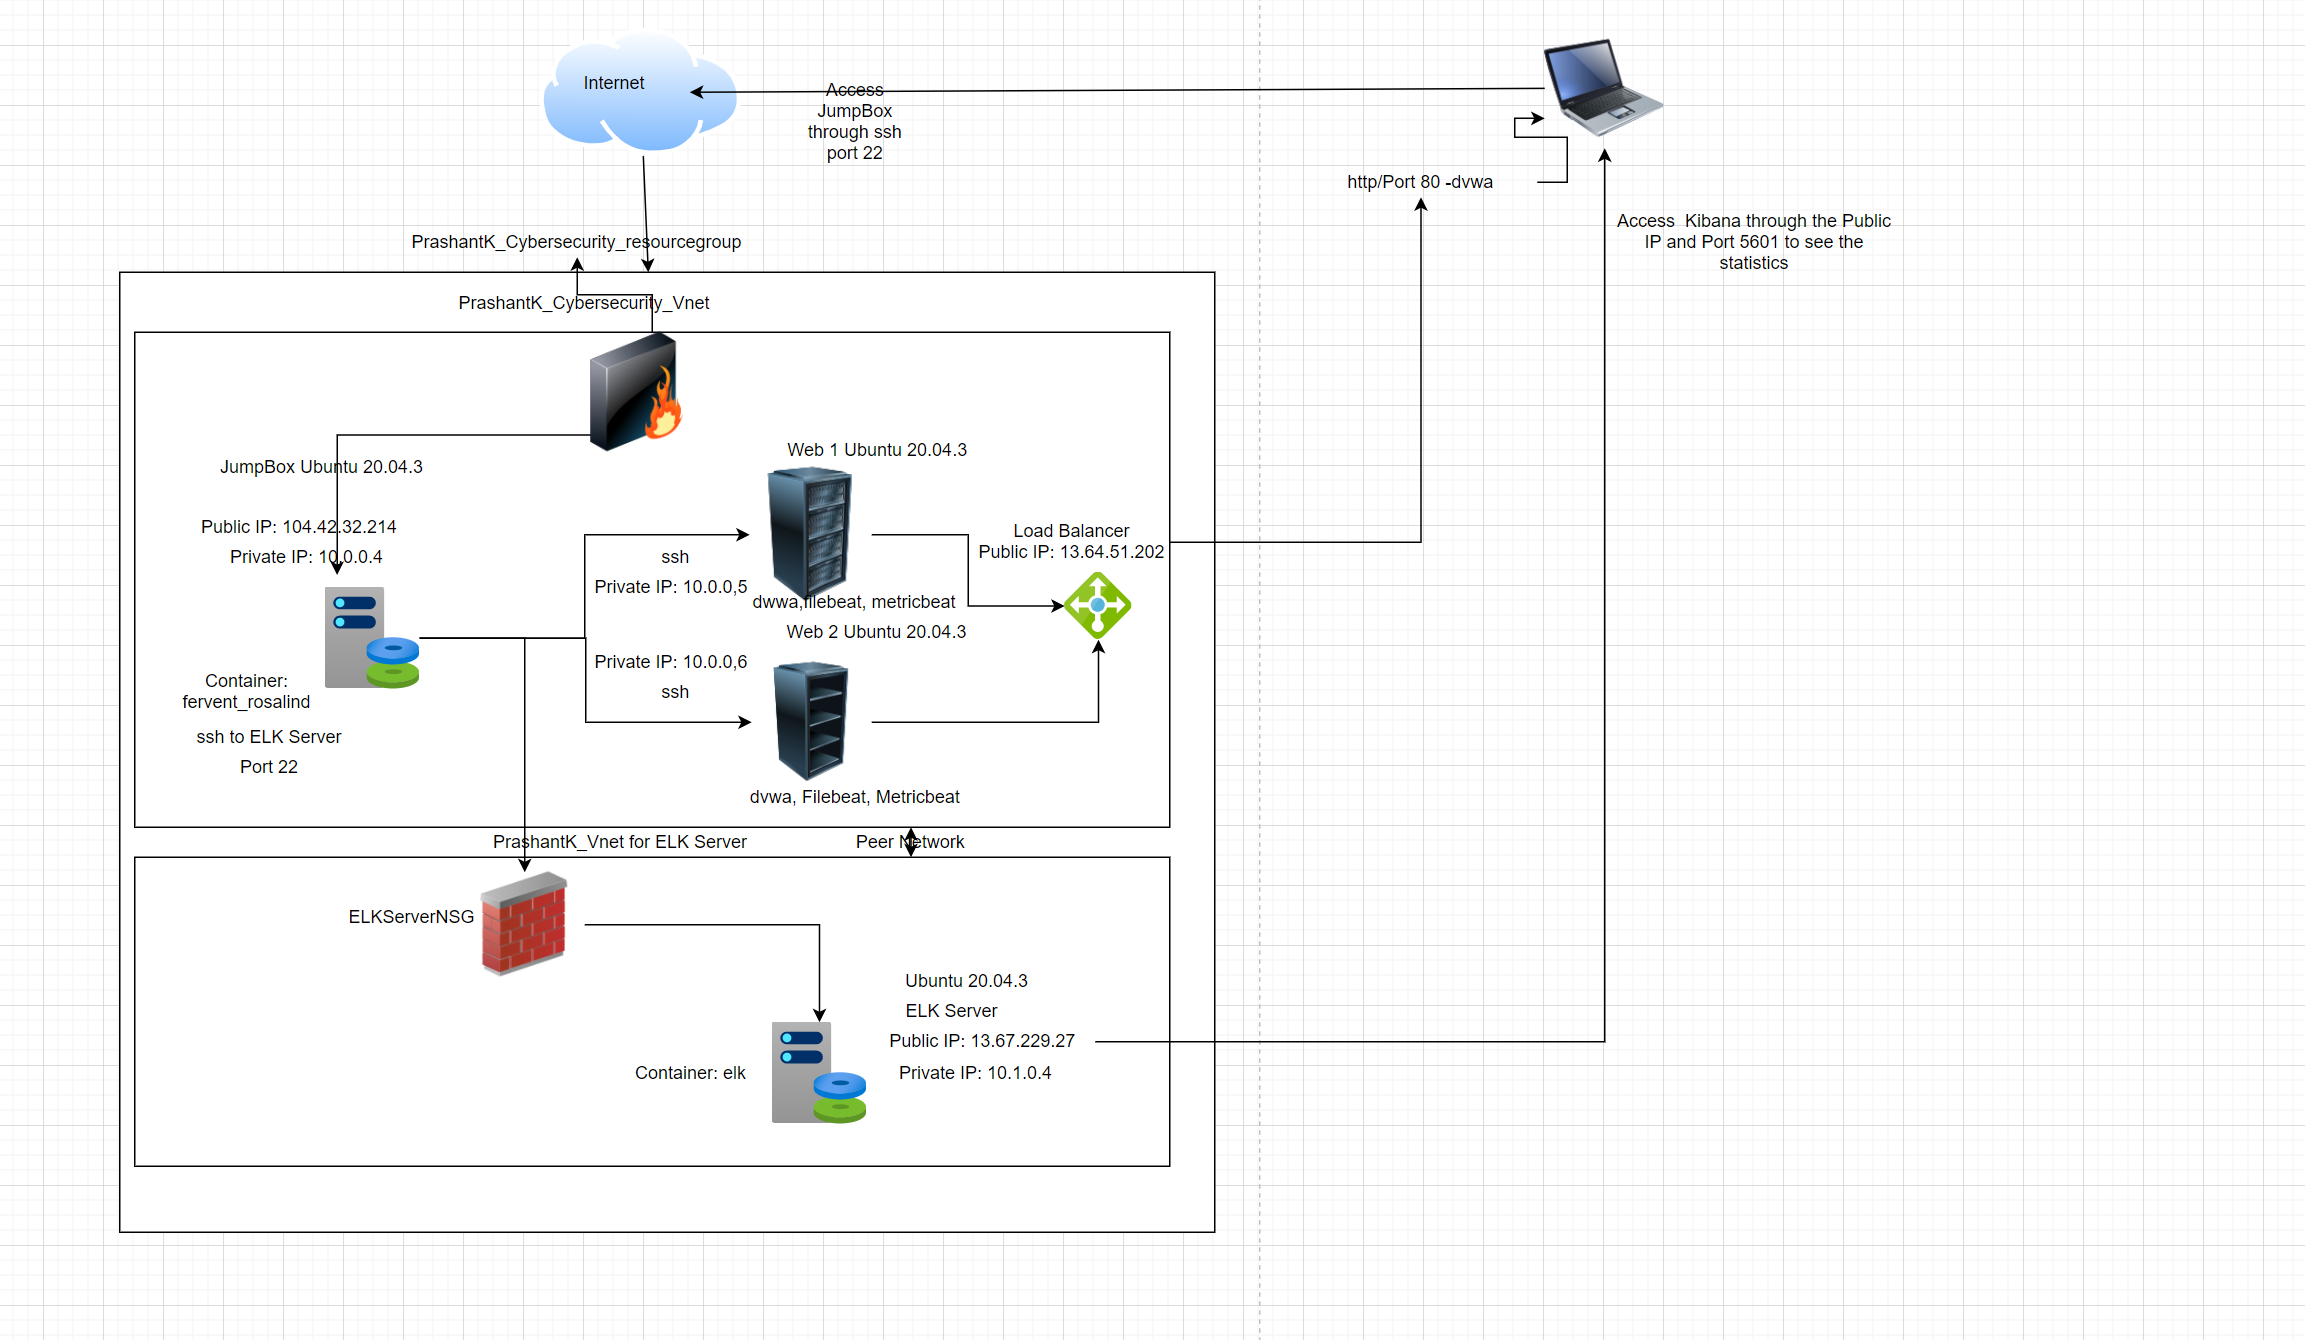 Internet
Access
JumpBox
through ssh
port 22
http/Port 80 -dvwa
Access  Kibana through the Public
IP and Port 5601 to see the
statistics
PrashantK_Cybersecurity_resourcegroup
PrashantK_Cybersecurity_Vnet
JumpBox Ubuntu 20.04.3
Public IP: 104.42.32.214
Private IP: 10.0.0.4
Container:
fervent_rosalind
ssh to ELK Server
Port 22
Web 1 Ubuntu 20.04.3
ssh
Private IP: 10.0.0,5
dwwa,filebeat, metricbeat
Web 2 Ubuntu 20.04.3
Private IP: 10.0.0,6
ssh
dvwa, Filebeat, Metricbeat
Load Balancer
Public IP: 13.64.51.202
PrashantK_Vnet for ELK Server
Peer Network
ELKServerNSG
Ubuntu 20.04.3
ELK Server
Public IP: 13.67.229.27
Private IP: 10.1.0.4
Container: elk